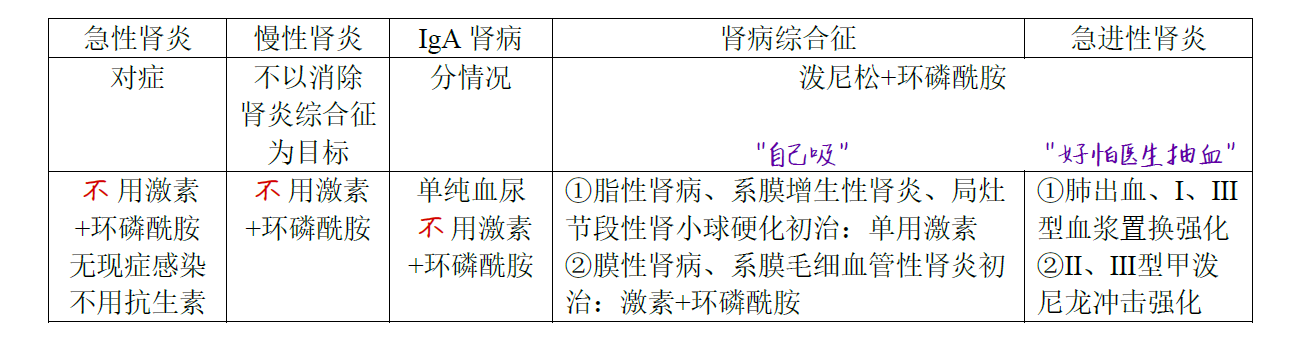 急性肾炎
慢性肾炎
IgA 肾病
肾病综合征
急进性肾炎
对症
不以消除
肾炎综合征
为目标
分情况
泼尼松+环磷酰胺
"自己吸"
"好怕医生抽血"
不 用激素
+环磷酰胺
无现症感染
不用抗生素
不 用激素
+环磷酰胺
单纯血尿
不 用激素
+环磷酰胺
①脂性肾病、系膜增生性肾炎、局灶
节段性肾小球硬化初治：单用激素
②膜性肾病、系膜毛细血管性肾炎初
治：激素+环磷酰胺
①肺出血、I、III
型血浆置换强化
②II、III型甲泼
尼龙冲击强化